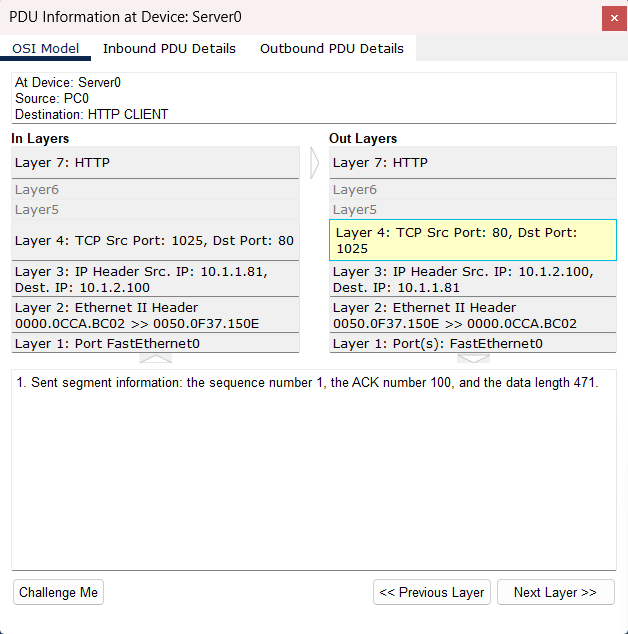 PDU Information at Device: Server0
OSI Model Inbound PDU Details Outbound PDU Details
At Device: Server0
Source: PC0
Destination: HTTP CLIENT
In Layers
Layer 7: HTTP
Layer6
Layer5
Layer 4: TCP Src Port: 1025, Dst Port: 80
Layer 3: IP Header Src. IP: 10.1.1.81,
Dest. IP: 10.1.2.100
Layer 2: Ethernet II Header
0000.0CCA.BC02 >> 0050.0F37.150E
Layer 1: Port FastEthernet0
Out Layers
Layer 7: HTTP
Layer6
Layer5
Layer 4: TCP Src Port: 80, Dst Port:
1025
Layer 3: IP Header Src. IP: 10.1.2.100,
Dest. IP: 10.1.1.81
Layer 2: Ethernet II Header
0050.0F37.150E >> 0000.0CCA.BC02
Layer 1: Port(s): FastEthernet0
1. Sent segment information: the sequence number 1, the ACK number 100, and the data length 471.
Challenge Me << Previous Layer Next Layer >>